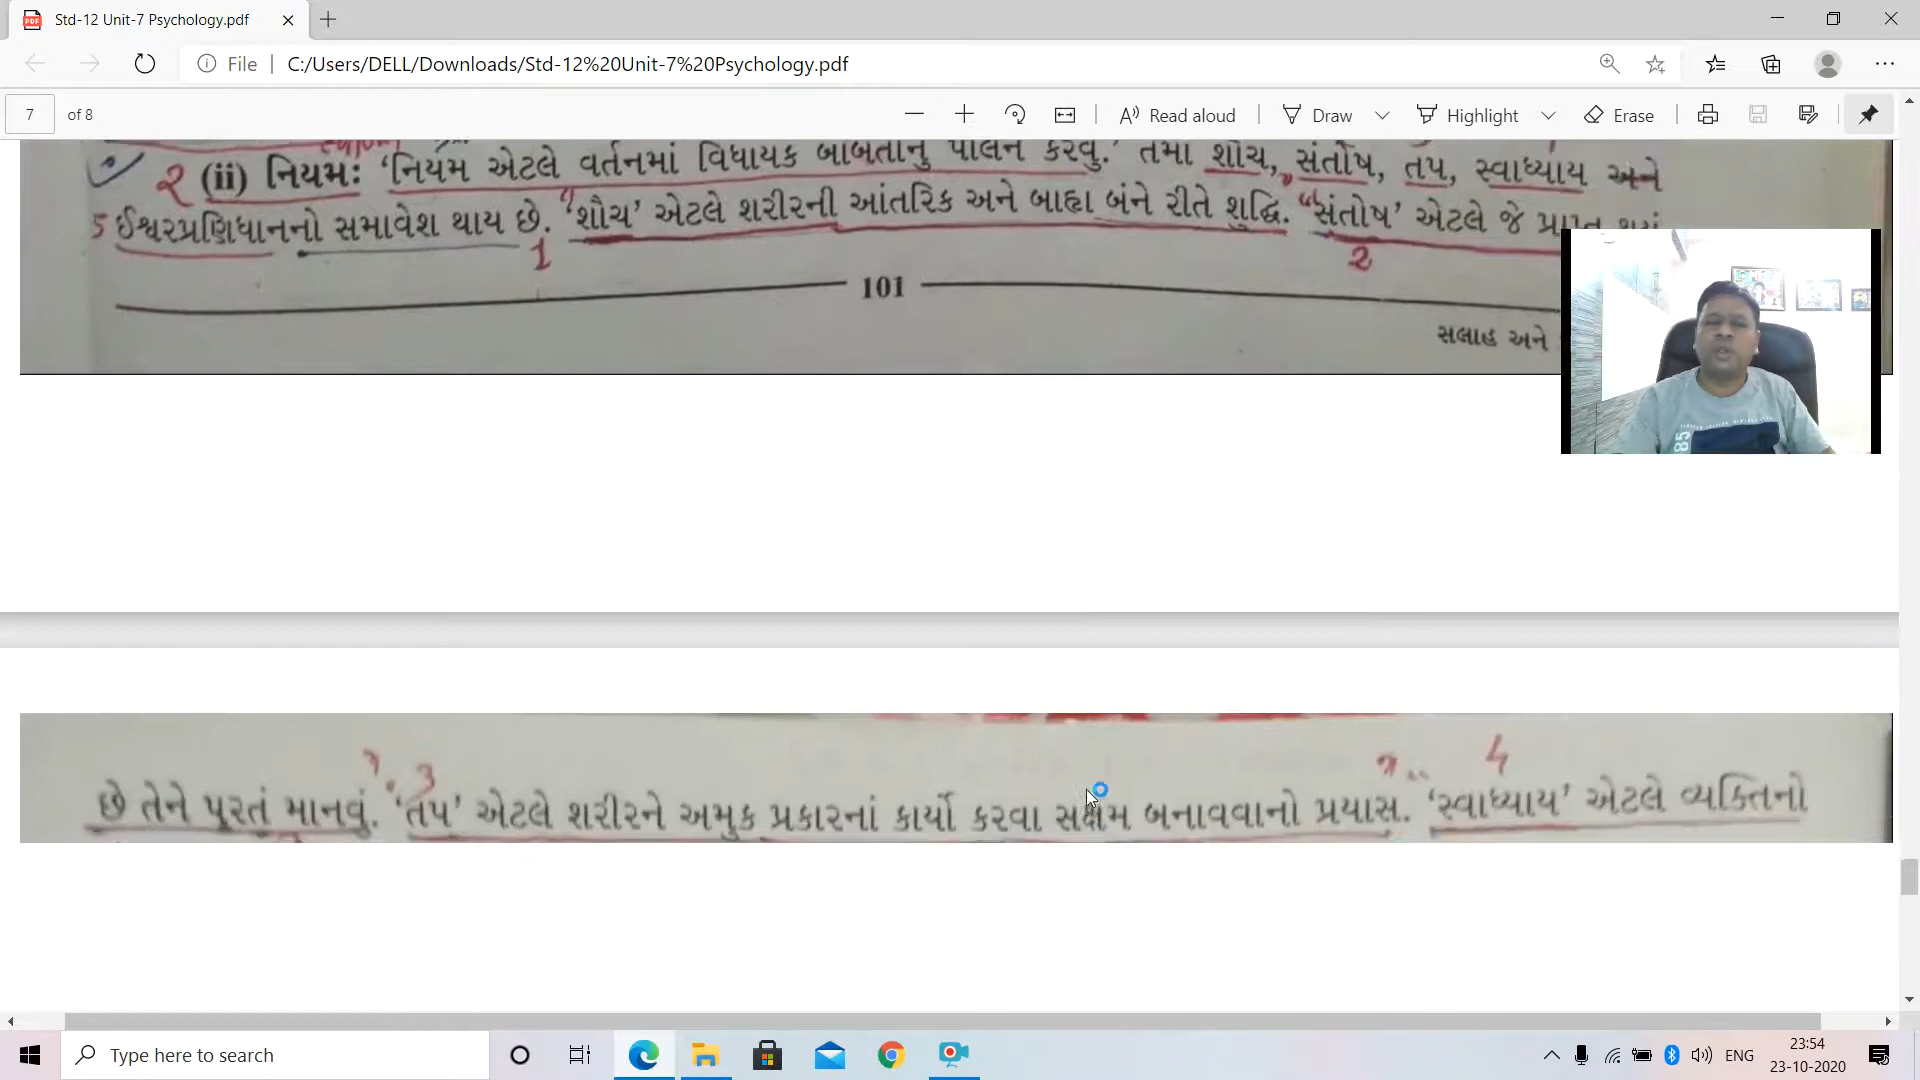 Std-12 Unit-7 Psychology.pdf
File C:/Users/DELL/Downloads/Std-12%20Unit-7%20Psychology.pdf
7 of 8 Read aloud Draw Highlight Erase
૨ (ii) નિયમઃ ‘નિયમ એટલે વર્તનમાં વિધાયક બાબતોનું પાલન કરવું.’ તેમાં શૌચ, સંતોષ, તપ, સ્વાધ્યાય અને
5 ઈશ્વરપ્રણિધાનનો સમાવેશ થાય છે. ‘શૌચ’ એટલે શરીરની આંતરિક અને બાહ્ય બંને રીતે શુદ્ધિ. ‘સંતોષ’ એટલે જે પ્રાપ્ત થયું
1 2
101
સલાહ અને
3 4
છે તેને પૂરતું માનવું. ‘તપ’ એટલે શરીરને અમુક પ્રકારનાં કાર્યો કરવા સક્ષમ બનાવવાનો પ્રયાસ. ‘સ્વાધ્યાય’ એટલે વ્યક્તિનો
Type here to search
ENG
23:54
23-10-2020